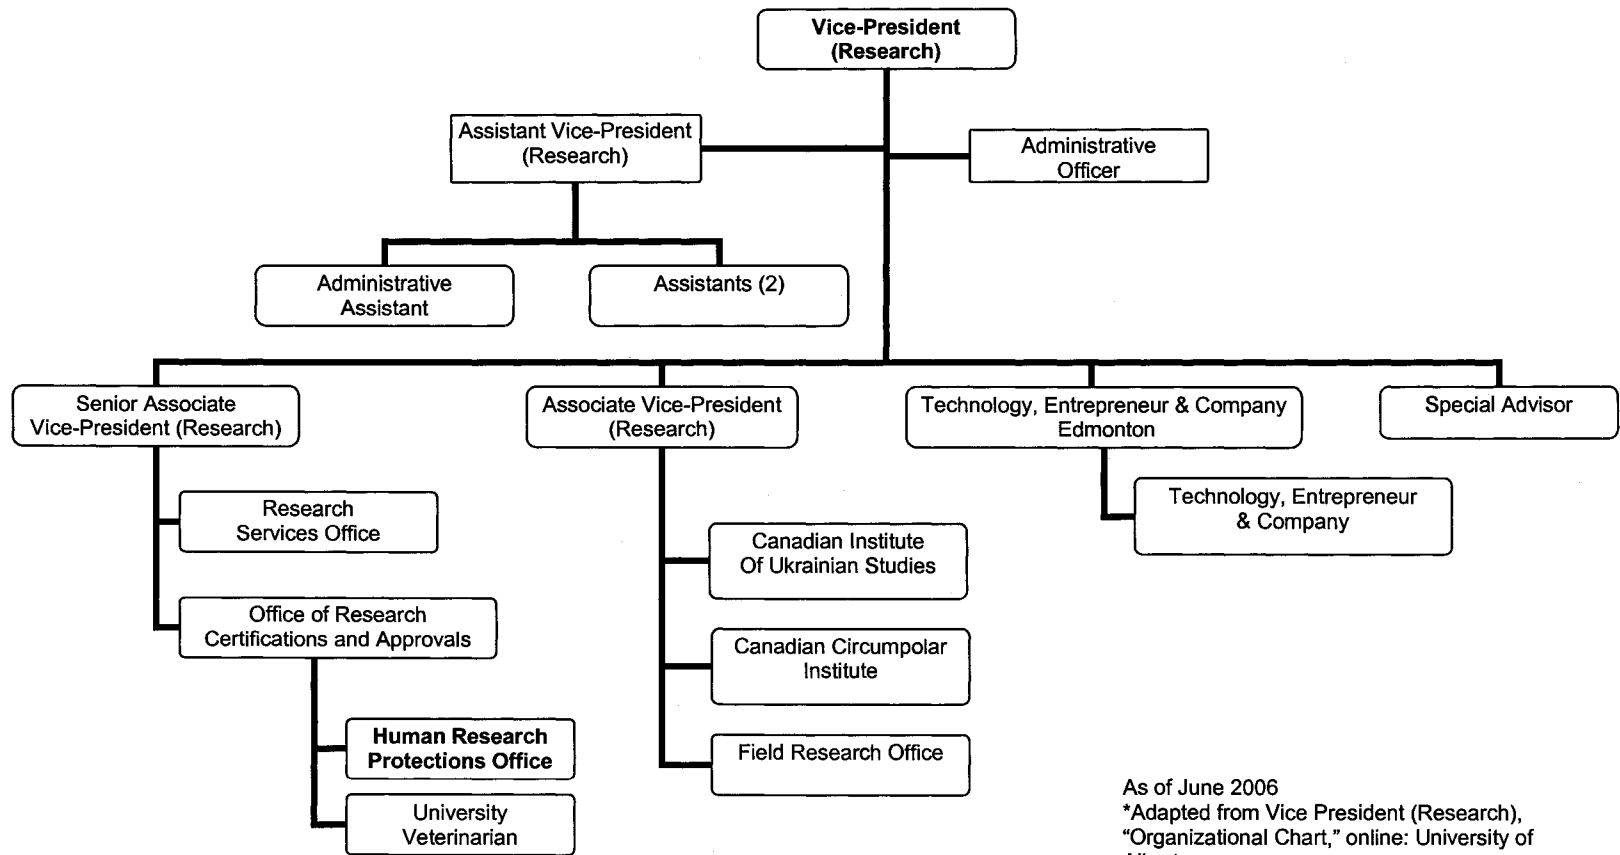 Vice-President
(Research)
Assistant Vice-President
(Research)
Administrative
Officer
Administrative
Assistant
Assistants (2)
Senior Associate
Vice-President (Research)
Associate Vice-President
(Research)
Technology, Entrepreneur & Company
Edmonton
Special Advisor
Research
Services Office
Technology, Entrepreneur
& Company
Canadian Institute
Of Ukrainian Studies
Office of Research
Certifications and Approvals
Canadian Circumpolar
Institute
Human Research
Protections Office
Field Research Office
University
Veterinarian
As of June 2006
*Adapted from Vice President (Research),
“Organizational Chart,” online: University of